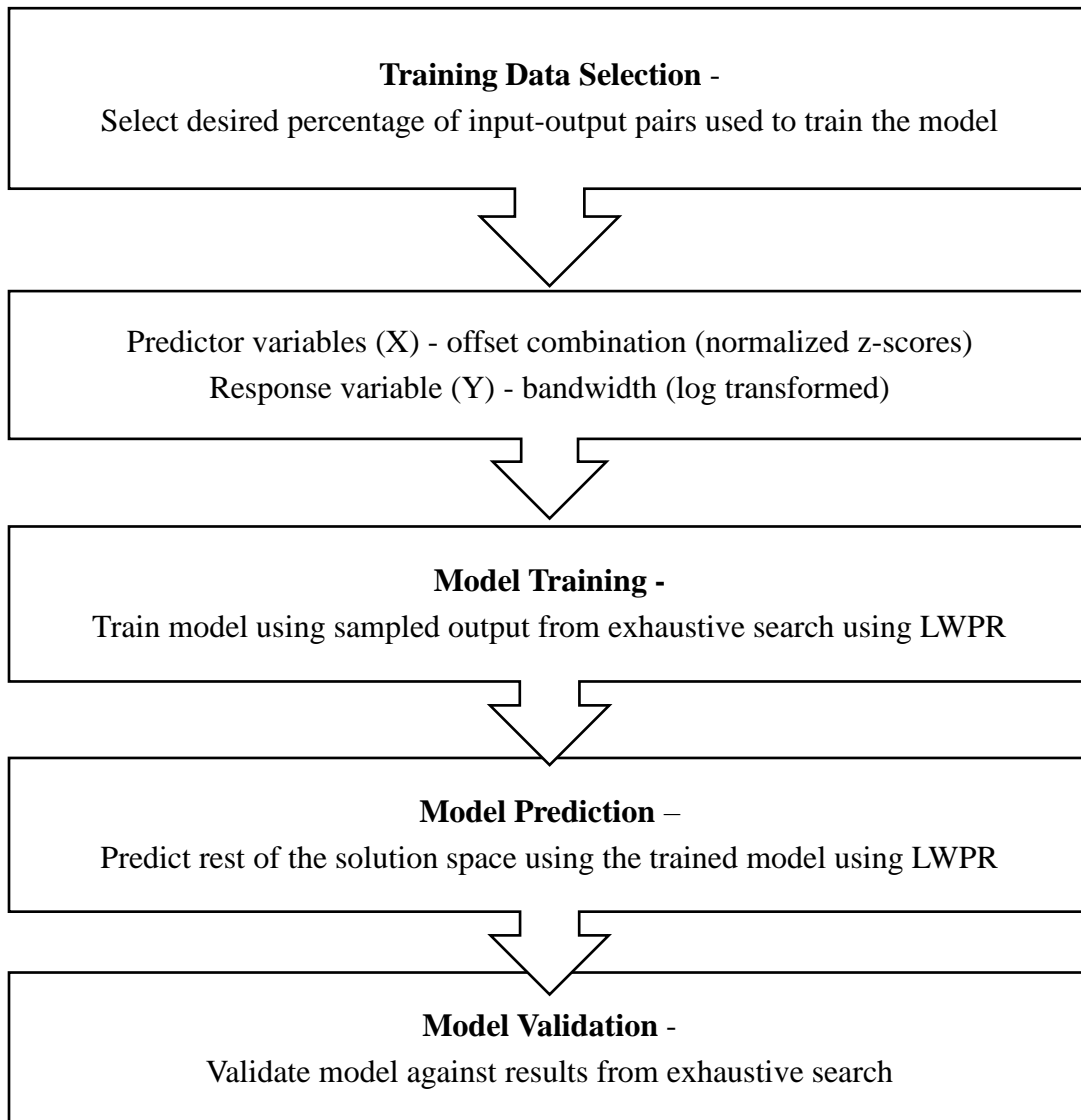 Training Data Selection -
Select desired percentage of input-output pairs used to train the model
Predictor variables (X) - offset combination (normalized z-scores)
Response variable (Y) - bandwidth (log transformed)
Model Training -
Train model using sampled output from exhaustive search using LWPR
Model Prediction –
Predict rest of the solution space using the trained model using LWPR
Model Validation -
Validate model against results from exhaustive search